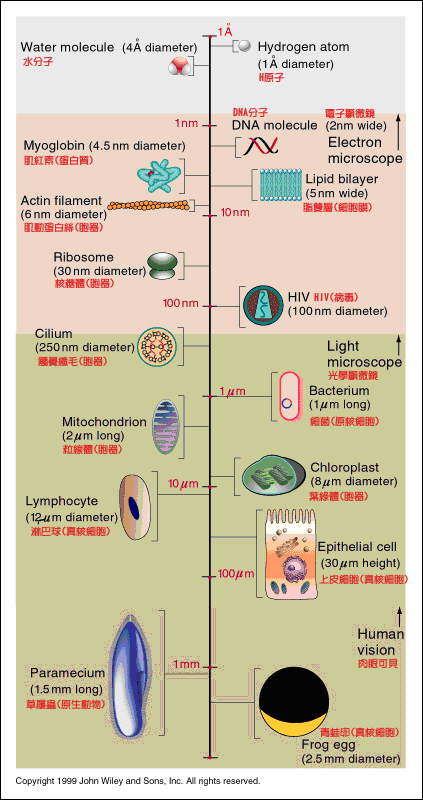 1Å
Water molecule (4Å diameter)
水分子
Hydrogen atom
(1Å diameter)
H原子
1nm
DNA分子
DNA molecule
(2nm wide)
電子顯微鏡
Electron
microscope
Myoglobin (4.5nm diameter)
肌紅素(蛋白質)
Lipid bilayer
(5nm wide)
脂雙層(細胞膜)
Actin filament
(6nm diameter)
肌動蛋白絲(胞器)
10nm
Ribosome
(30nm diameter)
核糖體(胞器)
100nm
HIV HIV(病毒)
(100nm diameter)
Cilium
(250nm diameter)
纖毛(胞器)
Light
microscope
光學顯微鏡
1μm
Bacterium
(1μm long)
細菌(原核細胞)
Mitochondrion
(2μm long)
粒線體(胞器)
Chloroplast
(8μm diameter)
葉綠體(胞器)
10μm
Lymphocyte
(12μm diameter)
淋巴球(真核細胞)
Epithelial cell
(30μm height)
上皮細胞(真核細胞)
100μm
Human
vision
肉眼可貝
1mm
Paramecium
(1.5mm long)
草履蟲(原生動物)
青蛙卵(真核細胞)
Frog egg
(2.5mm diameter)
Copyright 1999 John Wiley and Sons, Inc. All rights reserved.